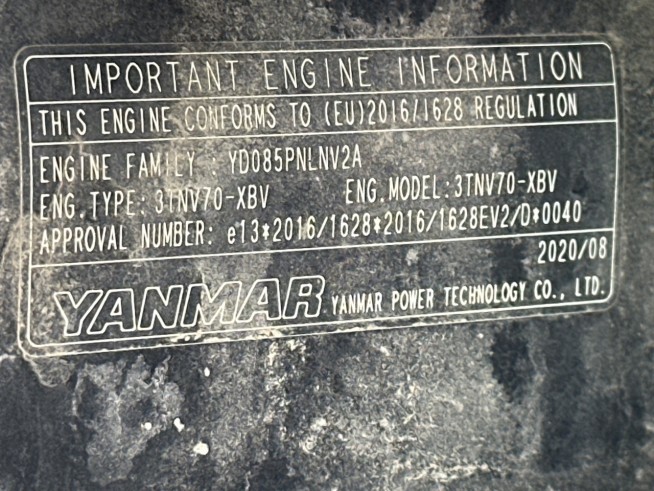 IMPORTANT ENGINE INFORMATION
THIS ENGINE CONFORMS TO (EU)2016/1628 REGULATION
ENGINE FAMILY : YD085PNLNV2A
ENG.TYPE: 3TNV70-XBV ENG.MODEL:3TNV70-XBV
APPROVAL NUMBER: e13*2016/1628*2016/1628EV2/D*0040
2020/08
YANMAR YANMAR POWER TECHNOLOGY CO., LTD.